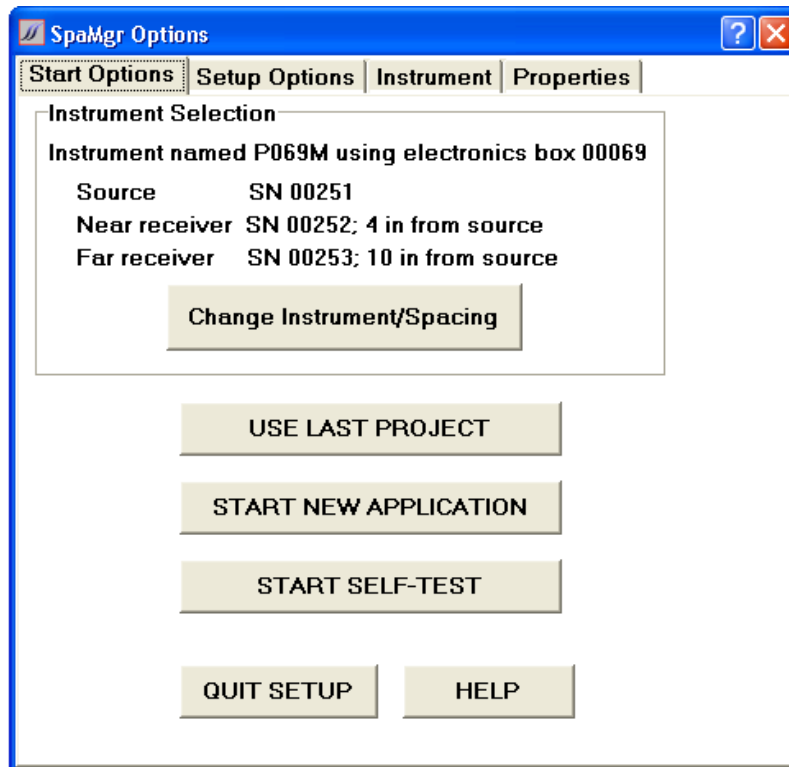 SpaMgr Options
Start Options Setup Options Instrument Properties
Instrument Selection
Instrument named P069M using electronics box 00069
Source SN 00251
Near receiver SN 00252; 4 in from source
Far receiver SN 00253; 10 in from source
Change Instrument/Spacing
USE LAST PROJECT
START NEW APPLICATION
START SELF-TEST
QUIT SETUP HELP